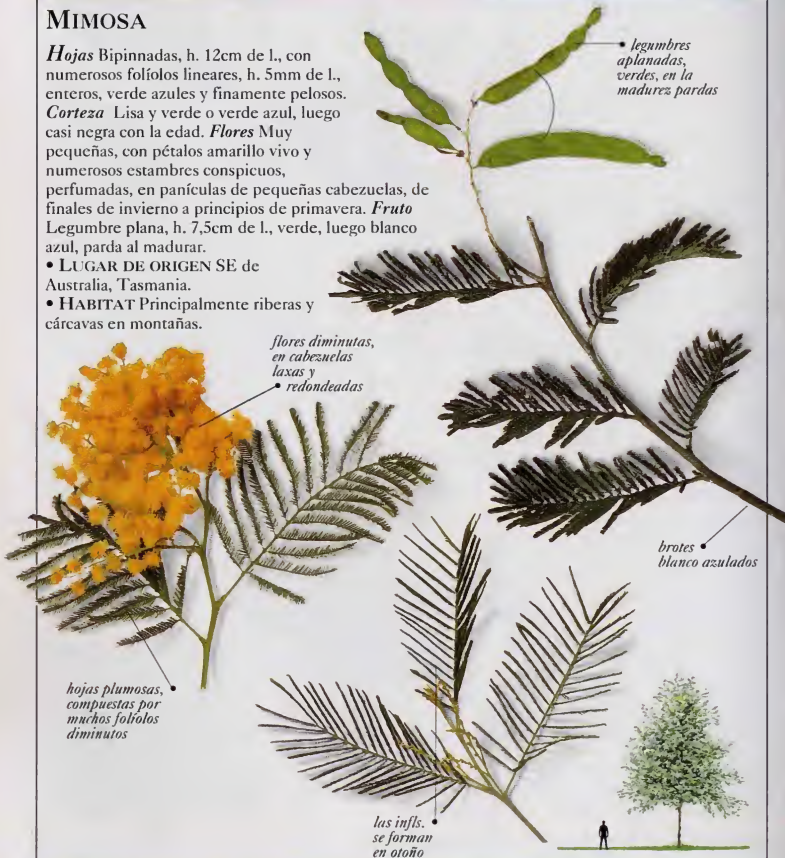 MIMOSA
Hojas Bipinnadas, h. 12cm de l., con
numerosos folíolos lineares, h. 5mm de l.,
enteros, verde azules y finamente pelosos.
Corteza Lisa y verde o verde azul, luego
casi negra con la edad. Flores Muy
pequeñas, con pétalos amarillo vivo y
numerosos estambres conspicuos,
perfumadas, en panículas de pequeñas cabezuelas, de
finales de invierno a principios de primavera. Fruto
Legumbre plana, h. 7,5cm de l., verde, luego blanco
azul, parda al madurar.
• LUGAR DE ORIGEN SE de
Australia, Tasmania.
• HABITAT Principalmente riberas y
cárcavas en montañas.
legumbres
aplanadas,
verdes, en la
madurez pardas
flores diminutas,
en cabezuelas
laxas y
redondeadas
brotes
blanco azulados
hojas plumosas,
compuestas por
muchos folíolos
diminutos
las infls.
se forman
en otoño